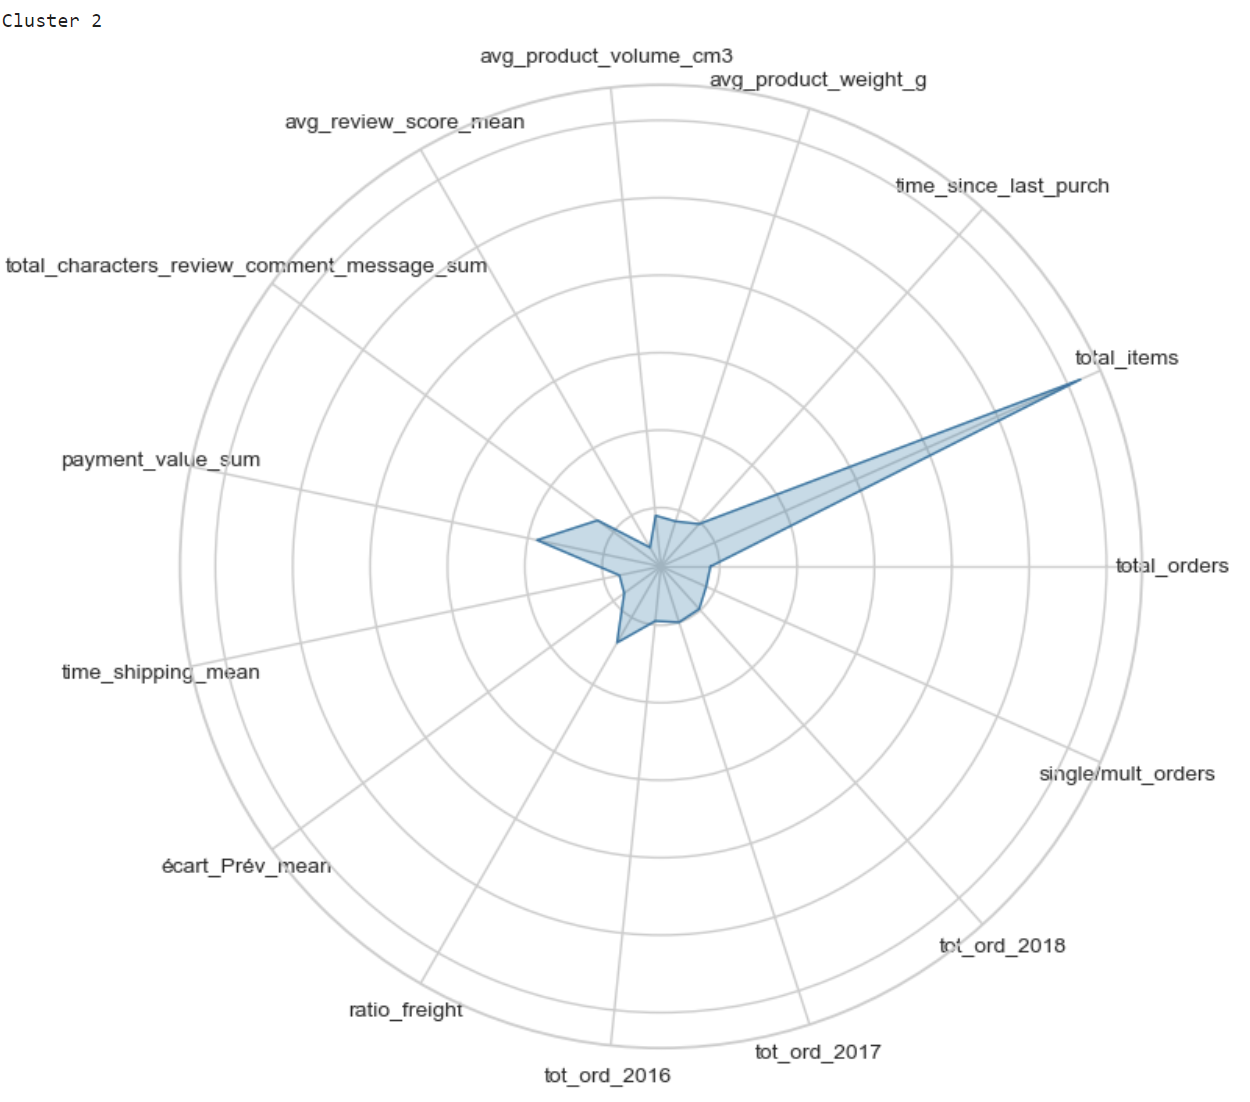 Cluster 2
avg_product_volume_cm3
avg_product_weight_g
avg_review_score_mean
time_since_last_purch
total_characters_review_comment_message_sum
total_items
payment_value_sum
total_orders
time_shipping_mean
single/mult_orders
écart_Prév_mean
tot_ord_2018
ratio_freight
tot_ord_2017
tot_ord_2016